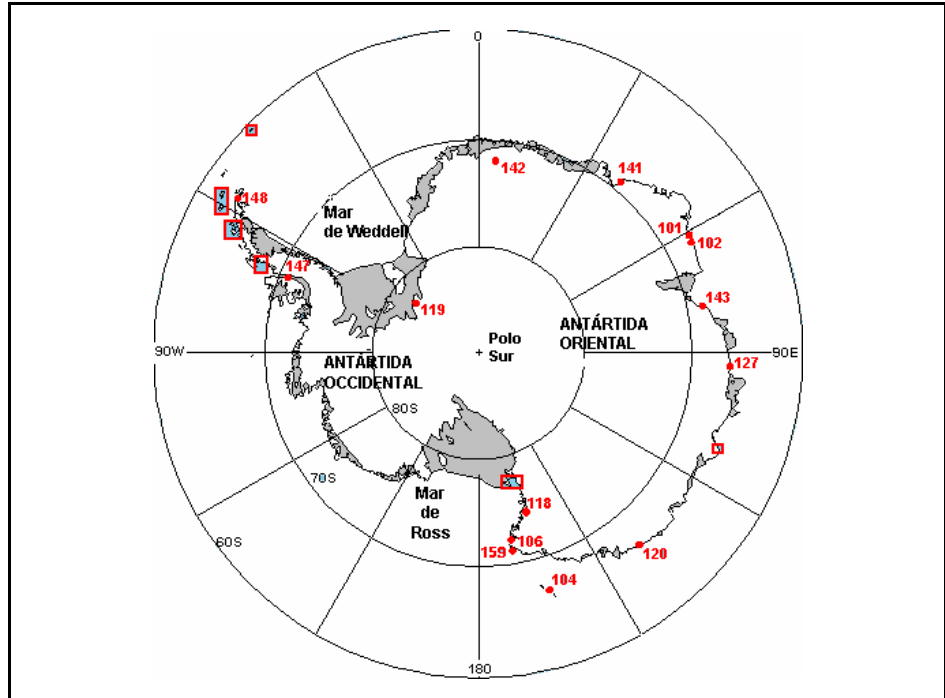 0
148
Mar
de Weddell
142
141
101
102
147
119
143
ANTÁRTIDA
ORIENTAL
Polo
Sur
90W
ANTÁRTIDA
OCCIDENTAL
90E
127
80S
70S
Mar
de
Ross
118
106
159
120
60S
104
180